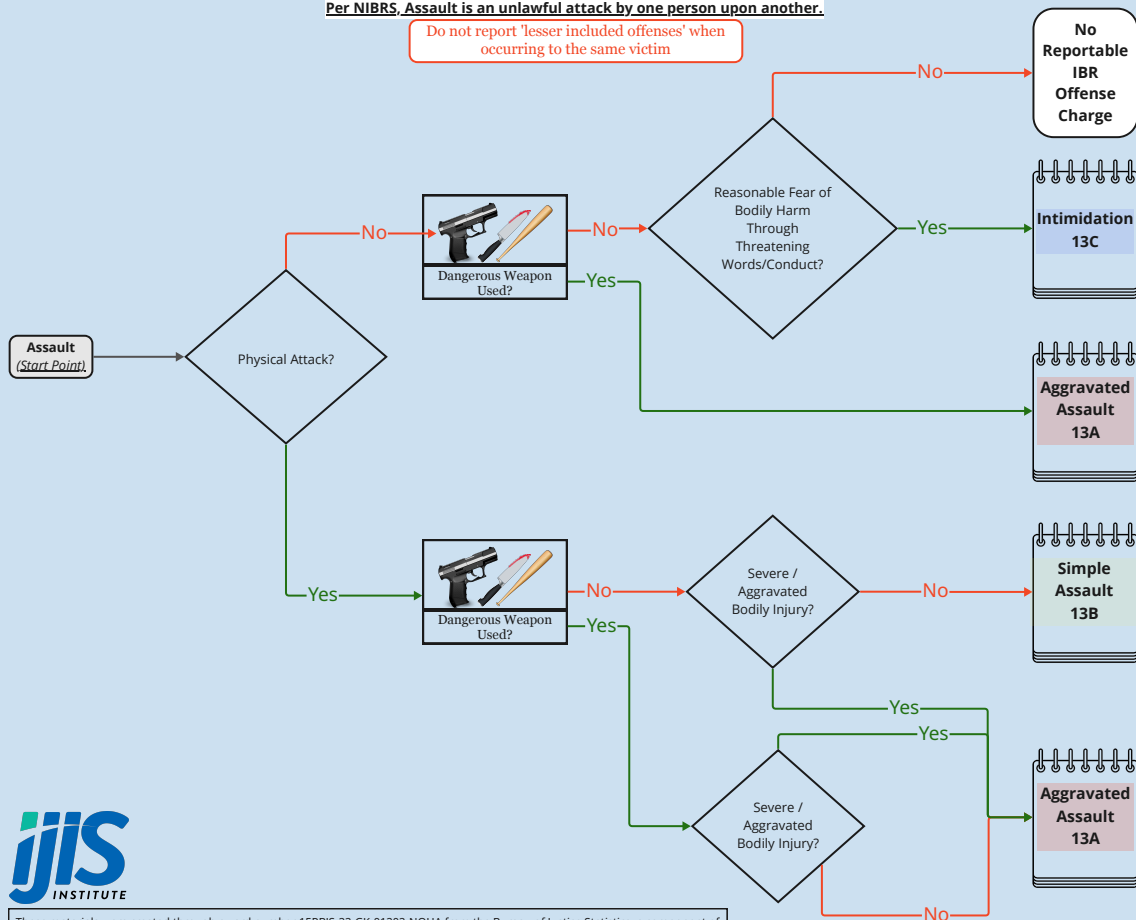 Per NIBRS, Assault is an unlawful attack by one person upon another.
Do not report 'lesser included offenses' when
occurring to the same victim
No
Reportable
IBR
Offense
Charge
No
Reasonable Fear of
Bodily Harm
Through
Threatening
Words/Conduct?
Yes
Intimidation
13C
No
Dangerous Weapon
Used?
No
Yes
Aggravated
Assault
13A
Assault
(Start Point)
Physical Attack?
Yes
Dangerous Weapon
Used?
No
Yes
Severe /
Aggravated
Bodily Injury?
No
Simple
Assault
13B
Yes
Yes
Severe /
Aggravated
Bodily Injury?
No
Aggravated
Assault
13A
ijis
INSTITUTE